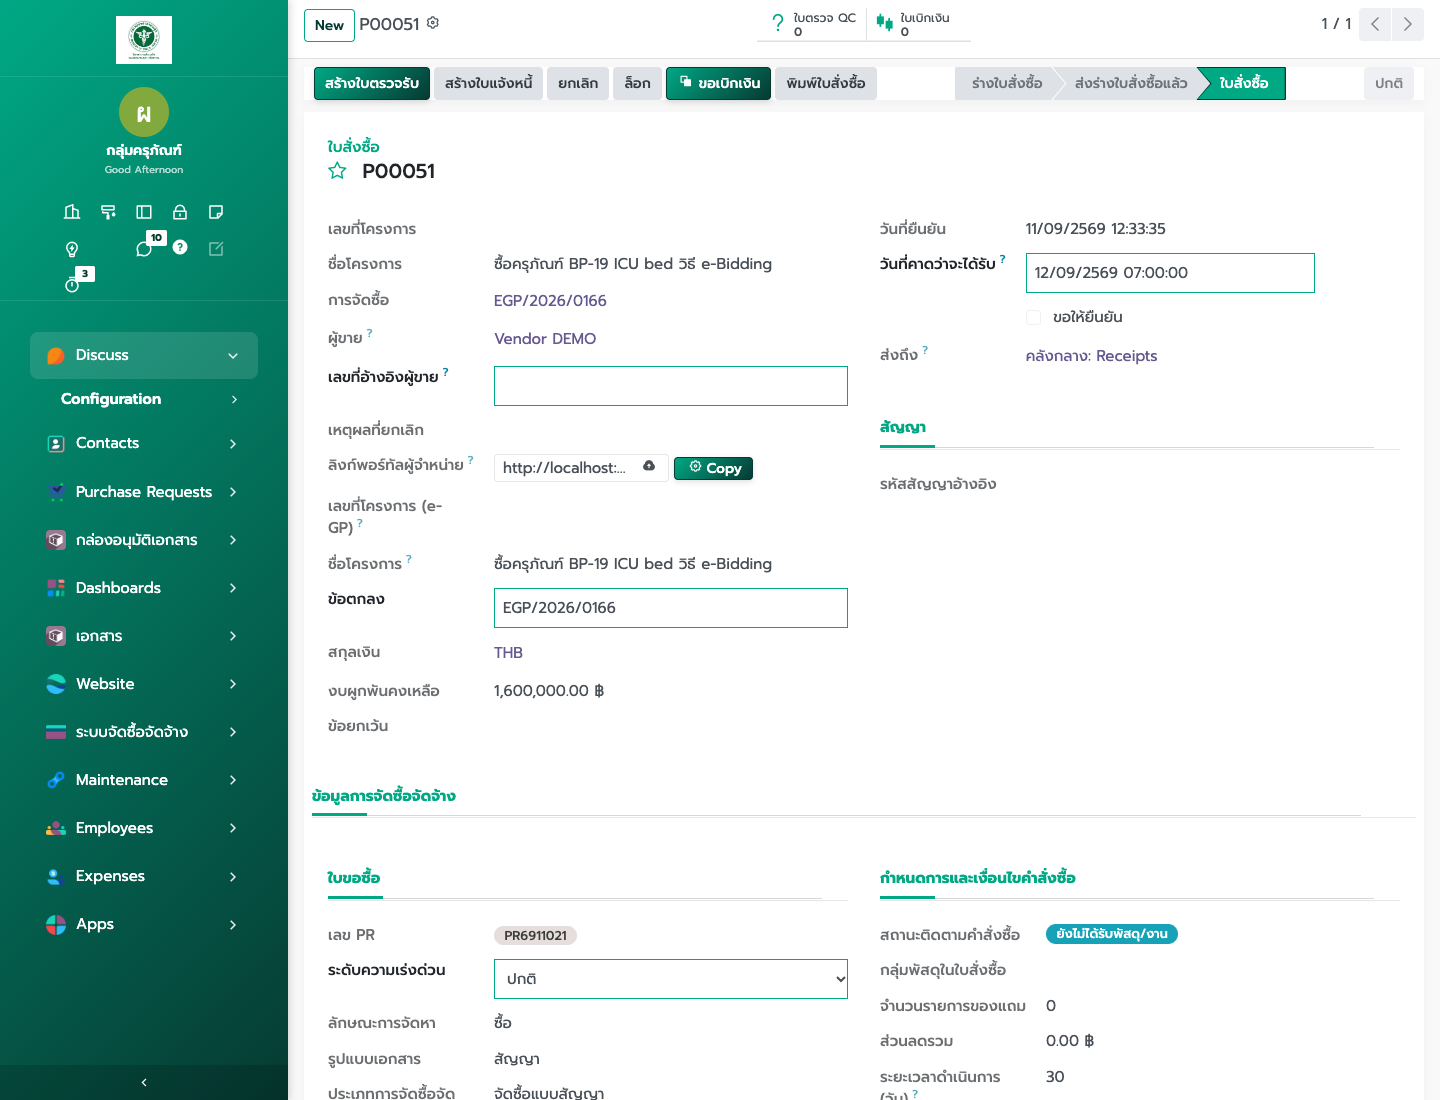 New P00051
ใบตรวจ QC
0
ใบเบิกเงิน
0
1 / 1
สร้างใบตรวจรับ
สร้างใบแจ้งหนี้
ยกเลิก
ล็อก
ขอเบิกเงิน
พิมพ์ใบสั่งซื้อ
ร่างใบสั่งซื้อ
ส่งร่างใบสั่งซื้อแล้ว
ใบสั่งซื้อ
ปกติ
ผ
กลุ่มครุภัณฑ์
Good Afternoon
10
?
3
Discuss
Configuration
Contacts
Purchase Requests
กล่องอนุมัติเอกสาร
Dashboards
เอกสาร
Website
ระบบจัดซื้อจัดจ้าง
Maintenance
Employees
Expenses
Apps
ใบสั่งซื้อ
P00051
เลขที่โครงการ
ชื่อโครงการ ซื้อครุภัณฑ์ BP-19 ICU bed วิธี e-Bidding
การจัดซื้อ EGP/2026/0166
ผู้ขาย ? Vendor DEMO
เลขที่อ้างอิงผู้ขาย ?
เหตุผลที่ยกเลิก
ลิงก์พอร์ทัลผู้จำหน่าย ? http://localhost:... Copy
เลขที่โครงการ (e-
GP) ?
ชื่อโครงการ ? ซื้อครุภัณฑ์ BP-19 ICU bed วิธี e-Bidding
ข้อตกลง EGP/2026/0166
สกุลเงิน THB
งบผูกพันคงเหลือ 1,600,000.00 ฿
ข้อยกเว้น
วันที่ยืนยัน 11/09/2569 12:33:35
วันที่คาดว่าจะได้รับ ? 12/09/2569 07:00:00
ขอให้ยืนยัน
ส่งถึง ? คลังกลาง: Receipts
สัญญา
รหัสสัญญาอ้างอิง
ข้อมูลการจัดซื้อจัดจ้าง
ใบขอซื้อ
เลข PR PR6911021
ระดับความเร่งด่วน ปกติ
ลักษณะการจัดหา ซื้อ
รูปแบบเอกสาร สัญญา
ประเภทการจัดซื้อจัด จัดซื้อแบบสัญญา
กำหนดการและเงื่อนไขคำสั่งซื้อ
สถานะติดตามคำสั่งซื้อ ยังไม่ได้รับพัสดุ/งาน
กลุ่มพัสดุในใบสั่งซื้อ
จำนวนรายการของแถม 0
ส่วนลดรวม 0.00 ฿
ระยะเวลาดำเนินการ 30
(วัน) ?